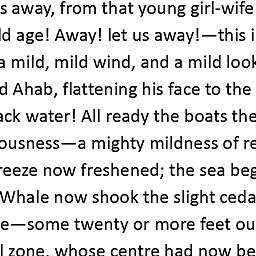 s away, from that young girl-wife
ld age! Away! let us away!—this i
a mild, mild wind, and a mild look
d Ahab, flattening his face to the
ack water! All ready the boats the
ousness—a mighty mildness of re
reeze now freshened; the sea beg
Whale now shook the slight ceda
e—some twenty or more feet ou
l zone, whose centre had now be